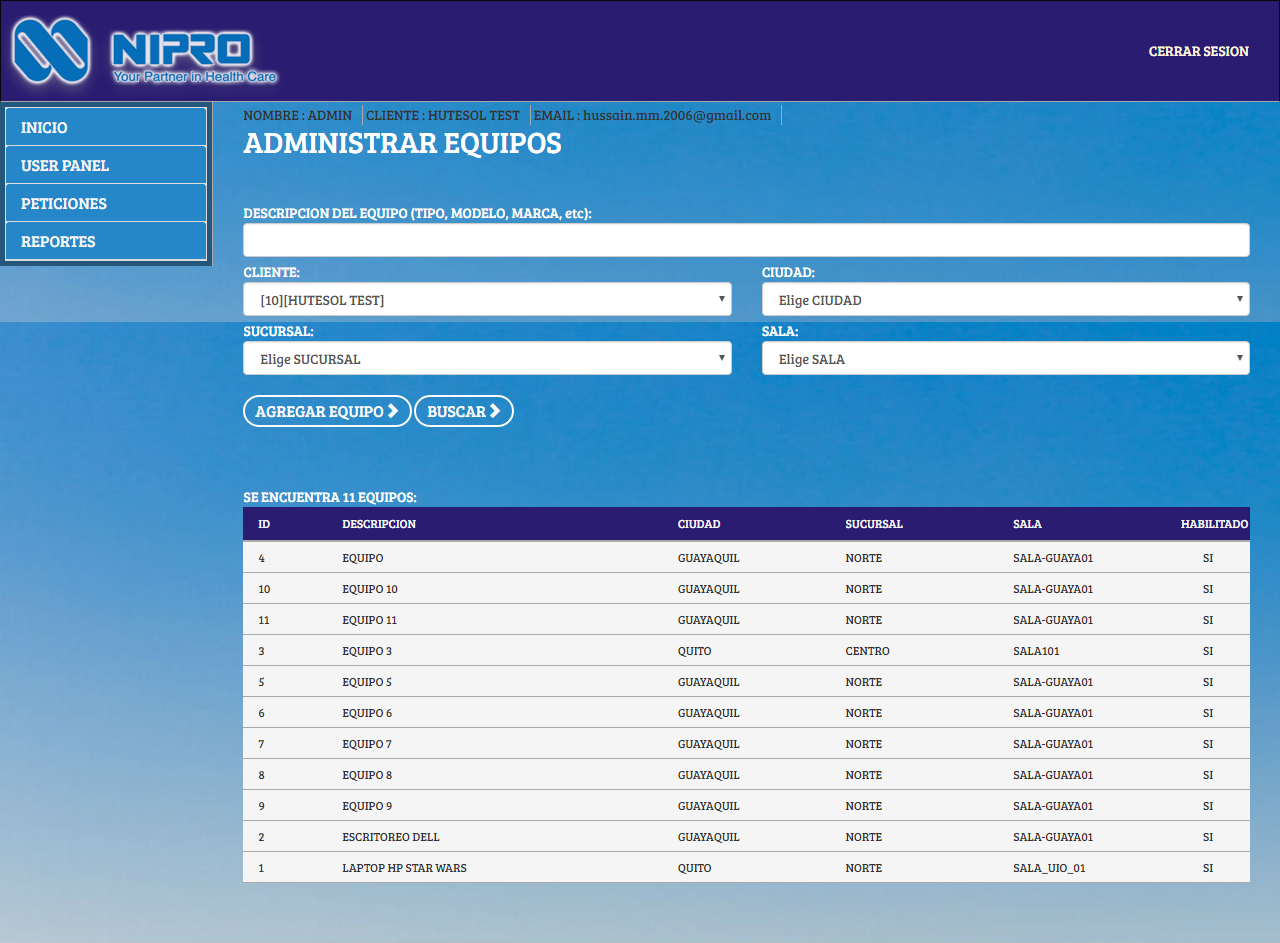 NIPRO
Your Partner in Health Care
CERRAR SESION
INICIO
USER PANEL
PETICIONES
REPORTES
NOMBRE : ADMIN CLIENTE : HUTESOL TEST EMAIL : hussain.mm.2006@gmail.com
ADMINISTRAR EQUIPOS
DESCRIPCION DEL EQUIPO (TIPO, MODELO, MARCA, etc):
CLIENTE: CIUDAD:
[10][HUTESOL TEST] Elige CIUDAD
SUCURSAL: SALA:
Elige SUCURSAL Elige SALA
AGREGAR EQUIPO BUSCAR
SE ENCUENTRA 11 EQUIPOS:
ID DESCRIPCION CIUDAD SUCURSAL SALA HABILITADO
4 EQUIPO GUAYAQUIL NORTE SALA-GUAYA01 SI
10 EQUIPO 10 GUAYAQUIL NORTE SALA-GUAYA01 SI
11 EQUIPO 11 GUAYAQUIL NORTE SALA-GUAYA01 SI
3 EQUIPO 3 QUITO CENTRO SALA101 SI
5 EQUIPO 5 GUAYAQUIL NORTE SALA-GUAYA01 SI
6 EQUIPO 6 GUAYAQUIL NORTE SALA-GUAYA01 SI
7 EQUIPO 7 GUAYAQUIL NORTE SALA-GUAYA01 SI
8 EQUIPO 8 GUAYAQUIL NORTE SALA-GUAYA01 SI
9 EQUIPO 9 GUAYAQUIL NORTE SALA-GUAYA01 SI
2 ESCRITOREO DELL GUAYAQUIL NORTE SALA-GUAYA01 SI
1 LAPTOP HP STAR WARS QUITO NORTE SALA_UIO_01 SI